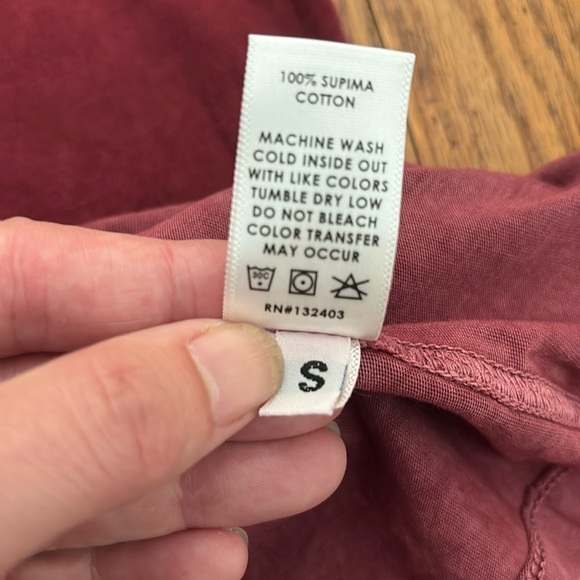 100% SUPIMA
COTTON
MACHINE WASH
COLD INSIDE OUT
WITH LIKE COLORS
TUMBLE DRY LOW
DO NOT BLEACH
COLOR TRANSFER
MAY OCCUR
30C
RN#132403
S